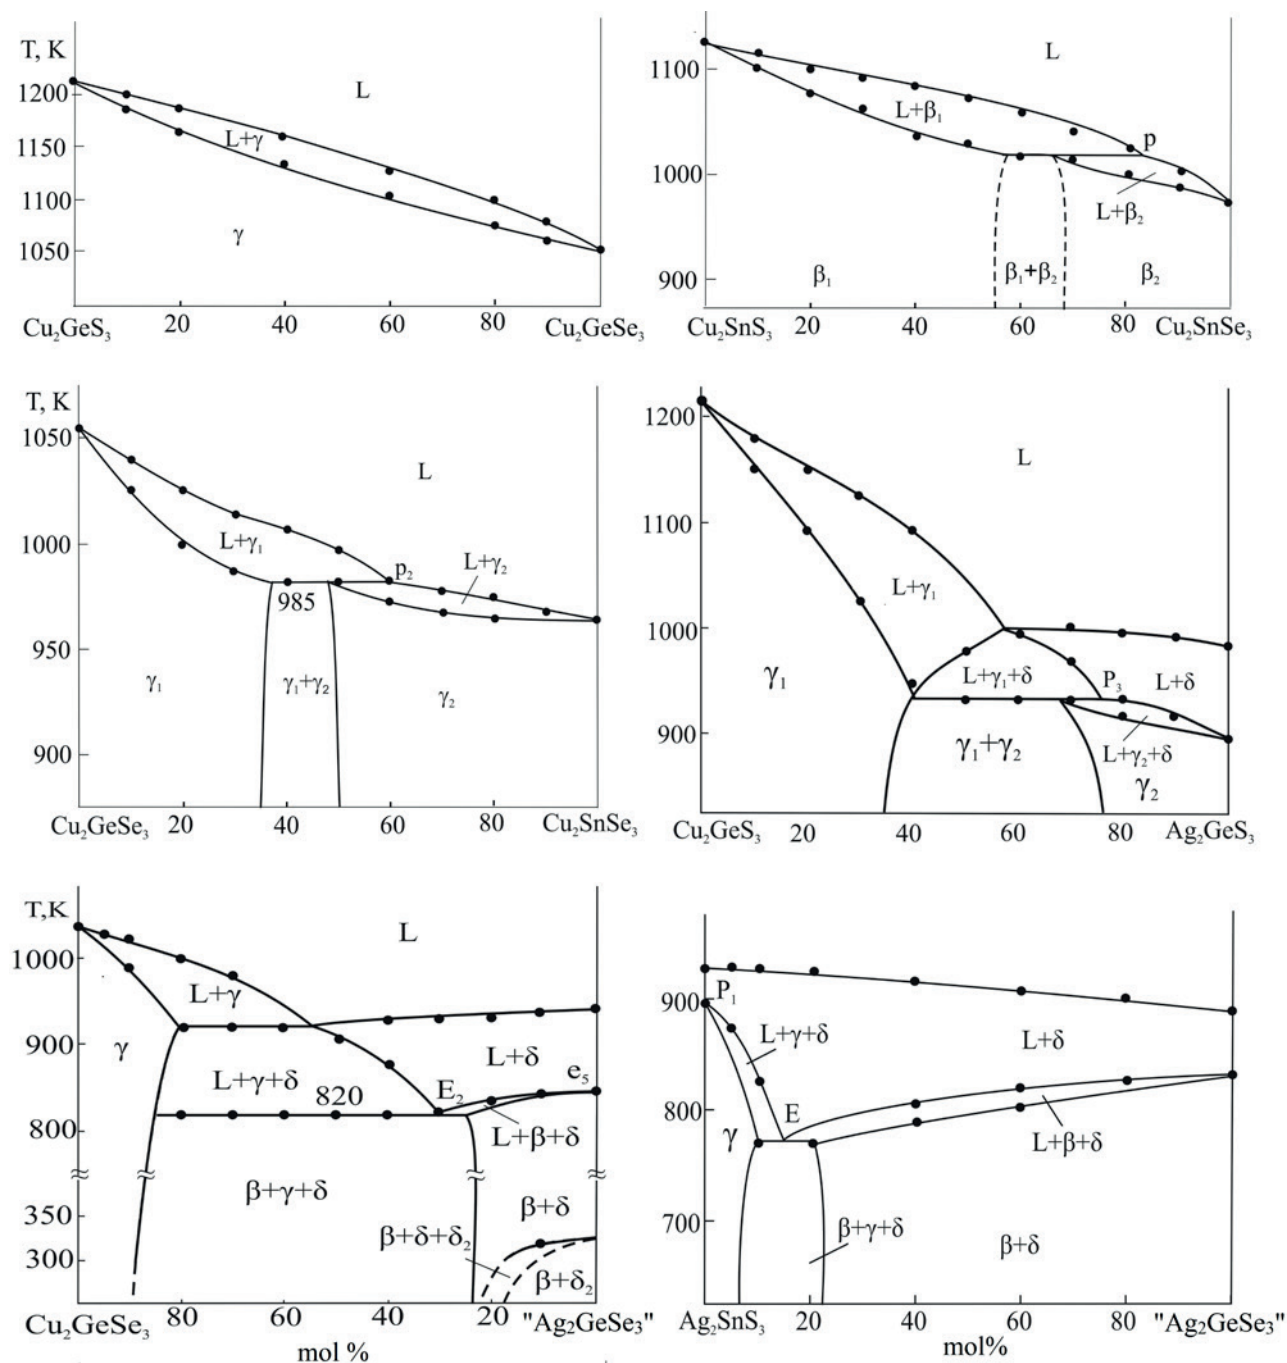 T, K
L
1200
L+γ
1150
1100
γ
1050
Cu₂GeS₃ 20 40 60 80 Cu₂GeSe₃
L
1100
L+β₁
p
1000
L+β₂
900
β₁
β₁+β₂
β₂
Cu₂SnS₃ 20 40 60 80 Cu₂SnSe₃
T, K
1050
L
1000
L+γ₁
p₂
L+γ₂
985
950
γ₁
γ₁+γ₂
γ₂
900
Cu₂GeSe₃ 20 40 60 80 Cu₂SnSe₃
1200
L
1100
L+γ₁
1000
γ₁
L+γ₁+δ
P₃
L+δ
900
γ₁+γ₂
L+γ₂+δ
γ₂
Cu₂GeS₃ 20 40 60 80 Ag₂GeS₃
T,K
L
1000
L+γ
900
γ
L+δ
L+γ+δ
820
E₂
e₅
800
L+β+δ
β+γ+δ
350
β+δ
β+δ+δ₂
300
β+δ₂
Cu₂GeSe₃ 80 60 40 20 "Ag₂GeSe₃"
mol %
L
900
P₁
L+γ+δ
L+δ
800
E
γ
L+β+δ
700
β+γ+δ
β+δ
Ag₂SnS₃ 20 40 60 80 "Ag₂GeSe₃"
mol%